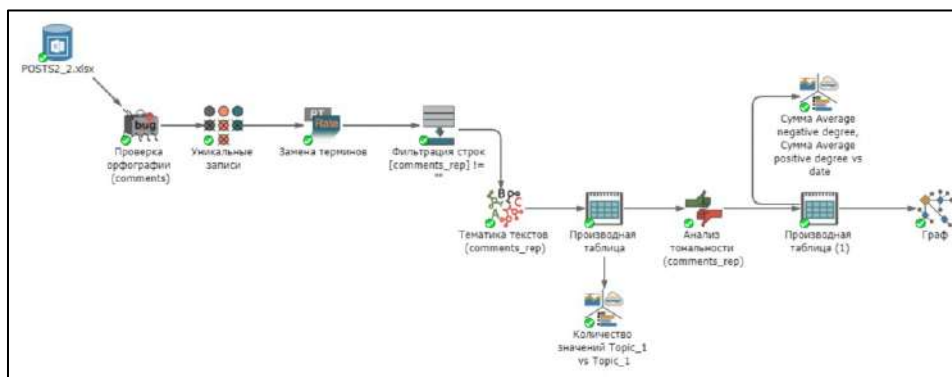 POSTS2_2.xlsx
bug
Проверка
орфографии
(comments)
Уникальные
записи
Замена терминов
Фильтрация строк
[comments_rep] !=
""
Тематика текстов
(comments_rep)
Производная
таблица
Анализ
тональности
(comments_rep)
Сумма Average
negative degree,
Сумма Average
positive degree vs
date
Производная
таблица (1)
Граф
Количество
значений Topic_1
vs Topic_1